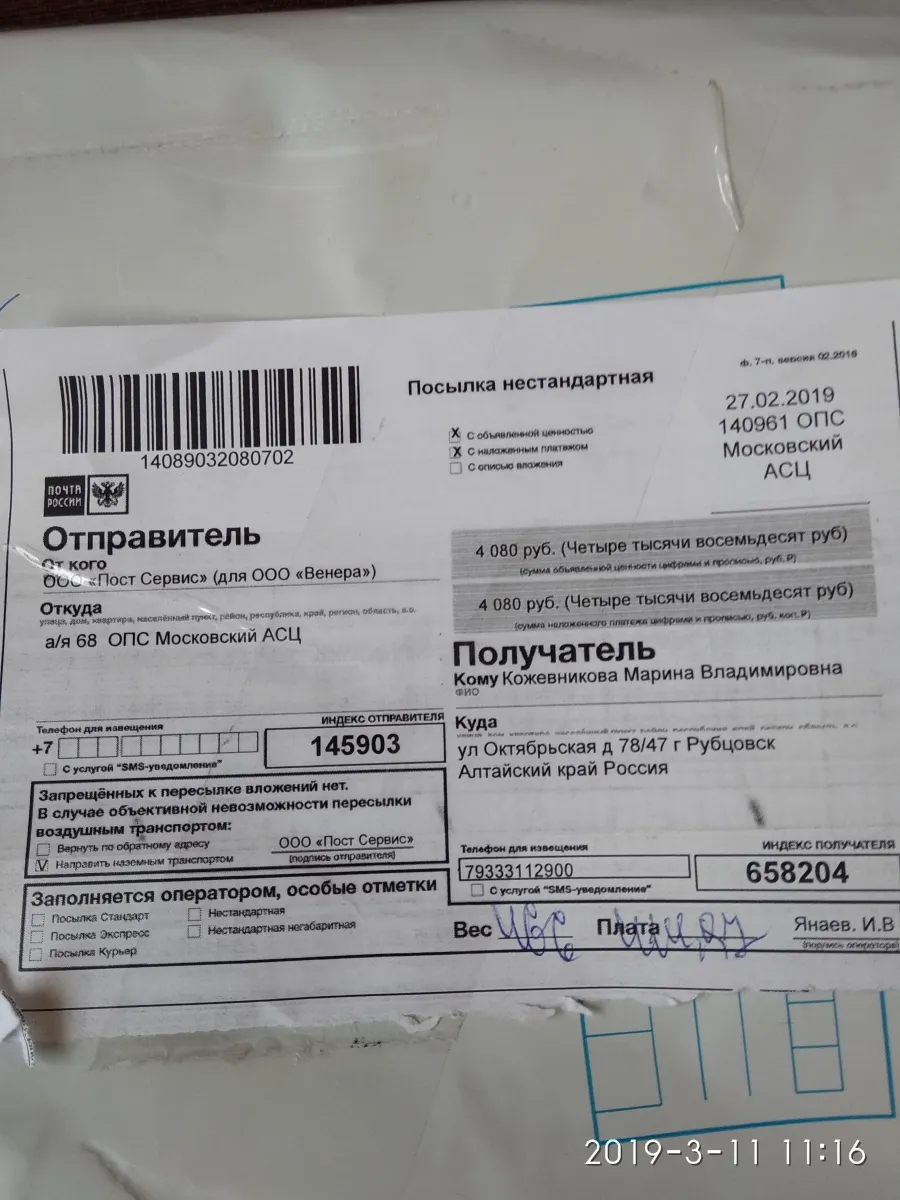 ф. 7-п. версия 02.2016
Посылка нестандартная
27.02.2019
140961 ОПС
Московский
АСЦ
X С объявленной ценностью
X С наложенным платежом
С описью вложения
14089032080702
ПОЧТА
РОССИИ
Отправитель
От кого
ООО «Пост Сервис» (для ООО «Венера»)
Откуда
улица, дом, квартира, населённый пункт, район, республика, край, регион, область, а.о.
а/я 68 ОПС Московский АСЦ
4 080 руб. (Четыре тысячи восемьдесят руб)
(сумма объявленной ценности цифрами и прописью, руб. ₽)
4 080 руб. (Четыре тысячи восемьдесят руб)
(сумма наложенного платежа цифрами и прописью, руб. коп. ₽)
Получатель
Кому Кожевникова Марина Владимировна
ФИО
Куда
ул Октябрьская д 78/47 г Рубцовск
Алтайский край Россия
Телефон для извещения
+7
С услугой "SMS-уведомление"
ИНДЕКС ОТПРАВИТЕЛЯ
145903
Запрещённых к пересылке вложений нет.
В случае объективной невозможности пересылки
воздушным транспортом:
Вернуть по обратному адресу
V Направить наземным транспортом
ООО «Пост Сервис»
(подпись отправителя)
Телефон для извещения
79333112900
С услугой "SMS-уведомление"
ИНДЕКС ПОЛУЧАТЕЛЯ
658204
Заполняется оператором, особые отметки
Посылка Стандарт
Посылка Экспресс
Посылка Курьер
Нестандартная
Нестандартная негабаритная
Вес
Плата
Янаев. И.В
(подпись оператора)
2019-3-11 11:16